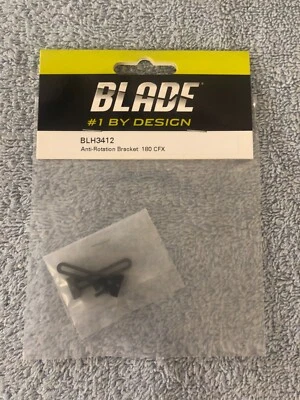 BLADE
#1 BY DESIGN
BLH3412
Anti-Rotation Bracket: 180 CFX